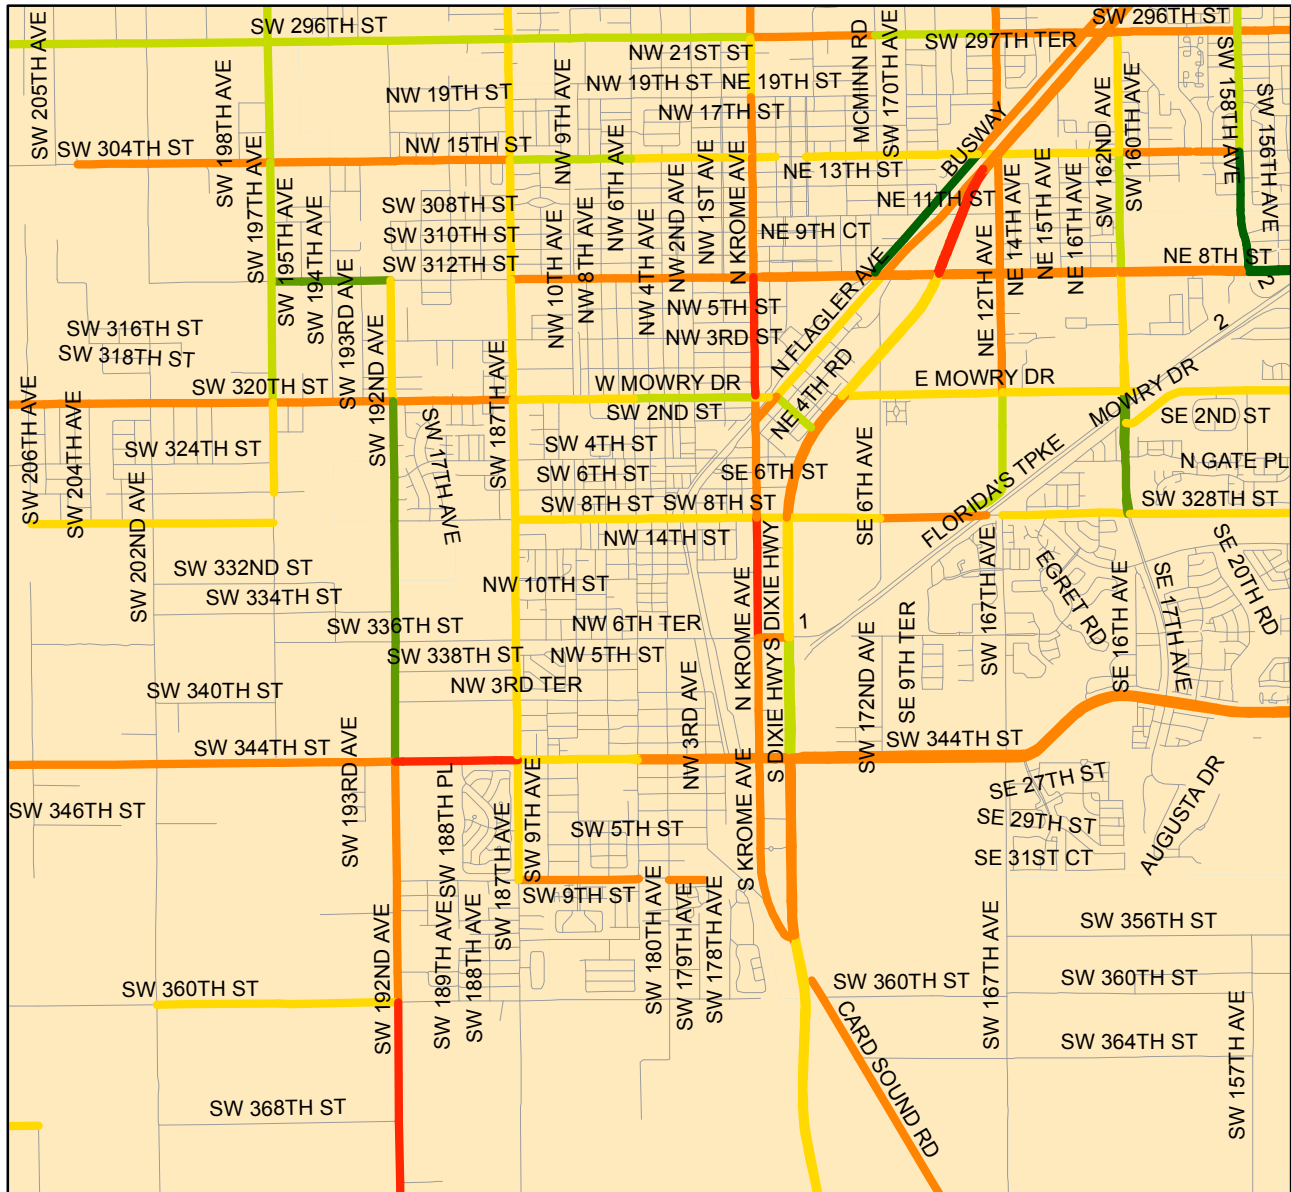 SW 205TH AVE
SW 296TH ST
SW 296TH ST
NW 21ST ST
MCMINN RD
SW 170TH AVE
SW 297TH TER
NW 19TH ST
NW 19TH ST
NE 19TH ST
NW 17TH ST
SW 198TH AVE
SW 197TH AVE
SW 304TH ST
NW 15TH ST
NW 9TH AVE
NW 6TH AVE
NW 2ND AVE
NW 1ST AVE
N KROME AVE
NE 13TH ST
BUSWAY
NE 11TH ST
SW 162ND AVE
SW 160TH AVE
SW 158TH AVE
SW 156TH AVE
SW 195TH AVE
SW 194TH AVE
SW 193RD AVE
SW 308TH ST
SW 310TH ST
SW 312TH ST
NW 10TH AVE
NW 8TH AVE
NW 4TH AVE
NE 9TH CT
NE 12TH AVE
NE 14TH AVE
NE 15TH AVE
NE 16TH AVE
NE 8TH ST
2
NW 5TH ST
NW 3RD ST
N FLAGLER AVE
SW 316TH ST
SW 318TH ST
SW 192ND AVE
2
SW 187TH AVE
SW 206TH AVE
SW 204TH AVE
SW 320TH ST
W MOWRY DR
NE 4TH RD
E MOWRY DR
MOWRY DR
SW 2ND ST
SE 2ND ST
SW 17TH AVE
SW 324TH ST
SW 4TH ST
SW 6TH ST
SE 6TH ST
SE 6TH AVE
FLORIDA'S TPKE
N GATE PL
SW 202ND AVE
SW 8TH ST
SW 8TH ST
SW 328TH ST
NW 14TH ST
S DIXIE HWY
SW 167TH AVE
EGRET RD
SE 16TH AVE
SE 17TH AVE
SE 20TH RD
SW 332ND ST
SW 334TH ST
NW 10TH ST
N KROME AVE
SW 336TH ST
NW 6TH TER
1
SW 338TH ST
NW 5TH ST
SW 340TH ST
NW 3RD TER
NW 3RD AVE
S DIXIE HWY
SW 172ND AVE
SE 9TH TER
SW 344TH ST
SW 344TH ST
SW 193RD AVE
SW 188TH PL
SW 187TH AVE
SW 9TH AVE
S KROME AVE
SE 27TH ST
SW 346TH ST
SW 5TH ST
SE 29TH ST
AUGUSTA DR
SE 31ST CT
SW 9TH ST
SW 192ND AVE
SW 189TH AVE
SW 188TH AVE
SW 180TH AVE
SW 179TH AVE
SW 178TH AVE
SW 167TH AVE
SW 356TH ST
SW 360TH ST
SW 360TH ST
SW 360TH ST
CARD SOUND RD
SW 364TH ST
SW 157TH AVE
SW 368TH ST